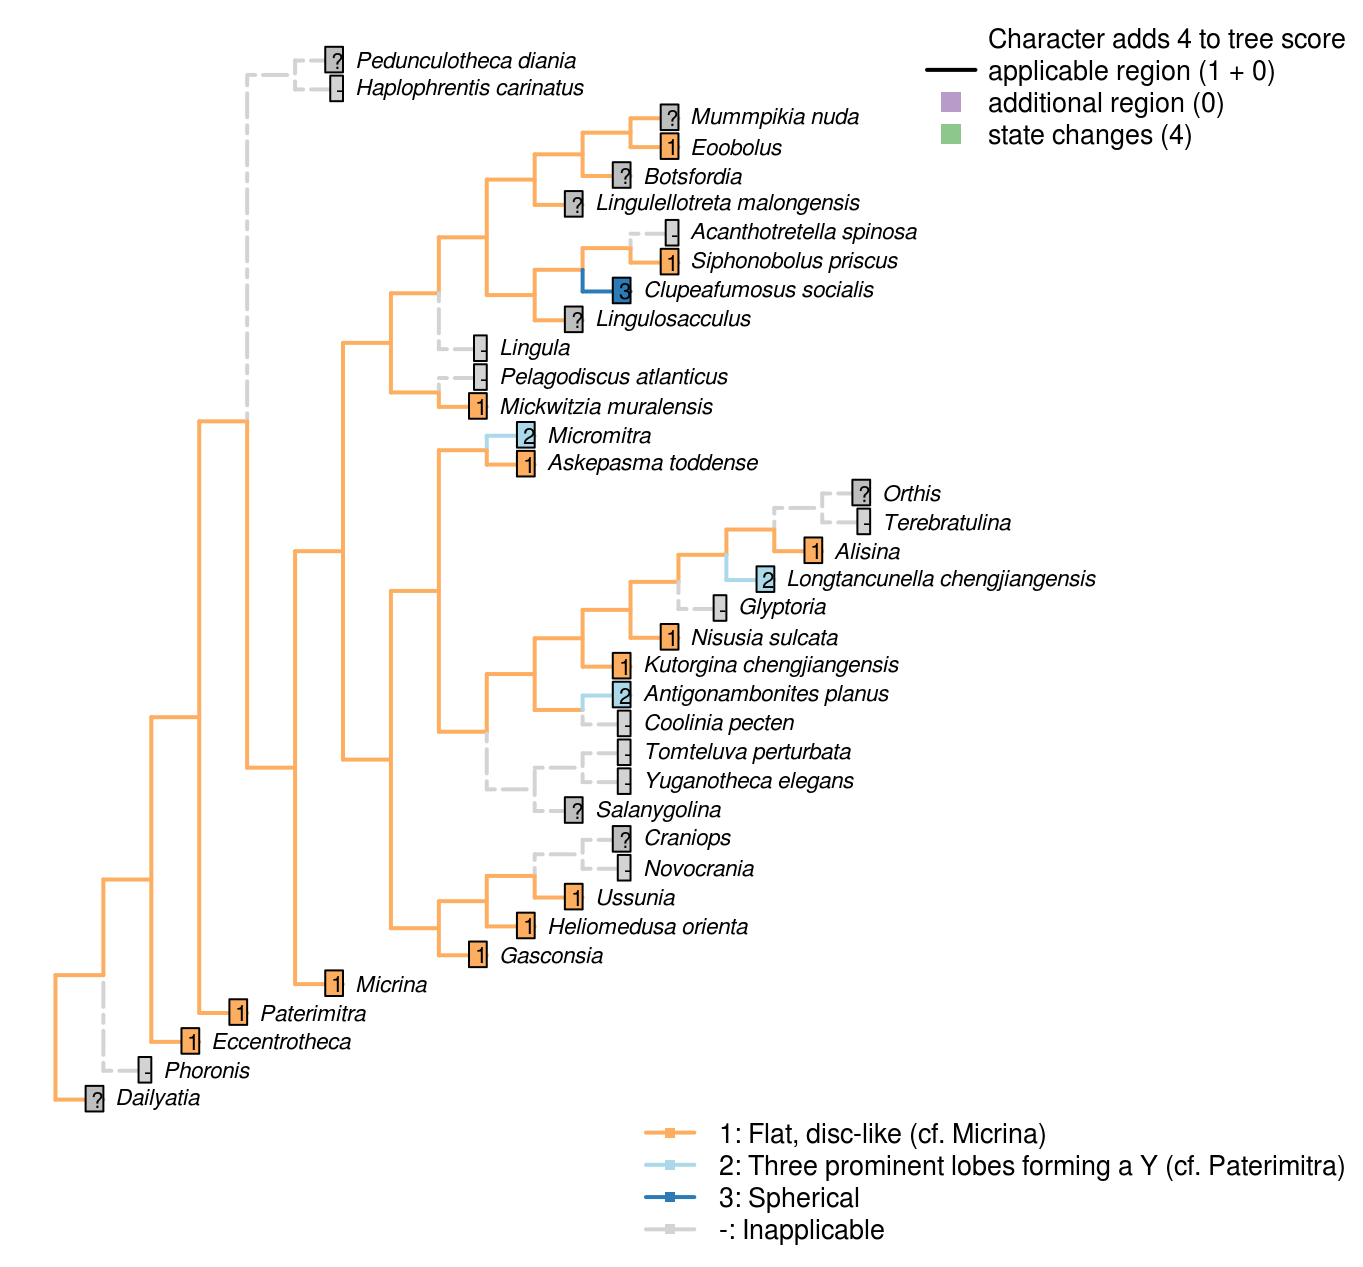 Character adds 4 to tree score
applicable region (1 + 0)
additional region (0)
state changes (4)
? Pedunculotheca diania
- Haplophrentis carinatus
? Mummpikia nuda
1 Eoobolus
? Botsfordia
? Lingulellotreta malongensis
- Acanthotretella spinosa
1 Siphonobolus priscus
3 Clupeafumosus socialis
? Lingulosacculus
- Lingula
- Pelagodiscus atlanticus
1 Mickwitzia muralensis
2 Micromitra
1 Askepasma toddense
? Orthis
- Terebratulina
1 Alisina
2 Longtancunella chengjiangensis
- Glyptoria
1 Nisusia sulcata
1 Kutorgina chengjiangensis
2 Antigonambonites planus
- Coolinia pecten
- Tomteluva perturbata
- Yuganotheca elegans
? Salanygolina
? Craniops
- Novocrania
1 Ussunia
1 Heliomedusa orienta
1 Gasconsia
1 Micrina
1 Paterimitra
1 Eccentrotheca
- Phoronis
? Dailyatia
1: Flat, disc-like (cf. Micrina)
2: Three prominent lobes forming a Y (cf. Paterimitra)
3: Spherical
-: Inapplicable